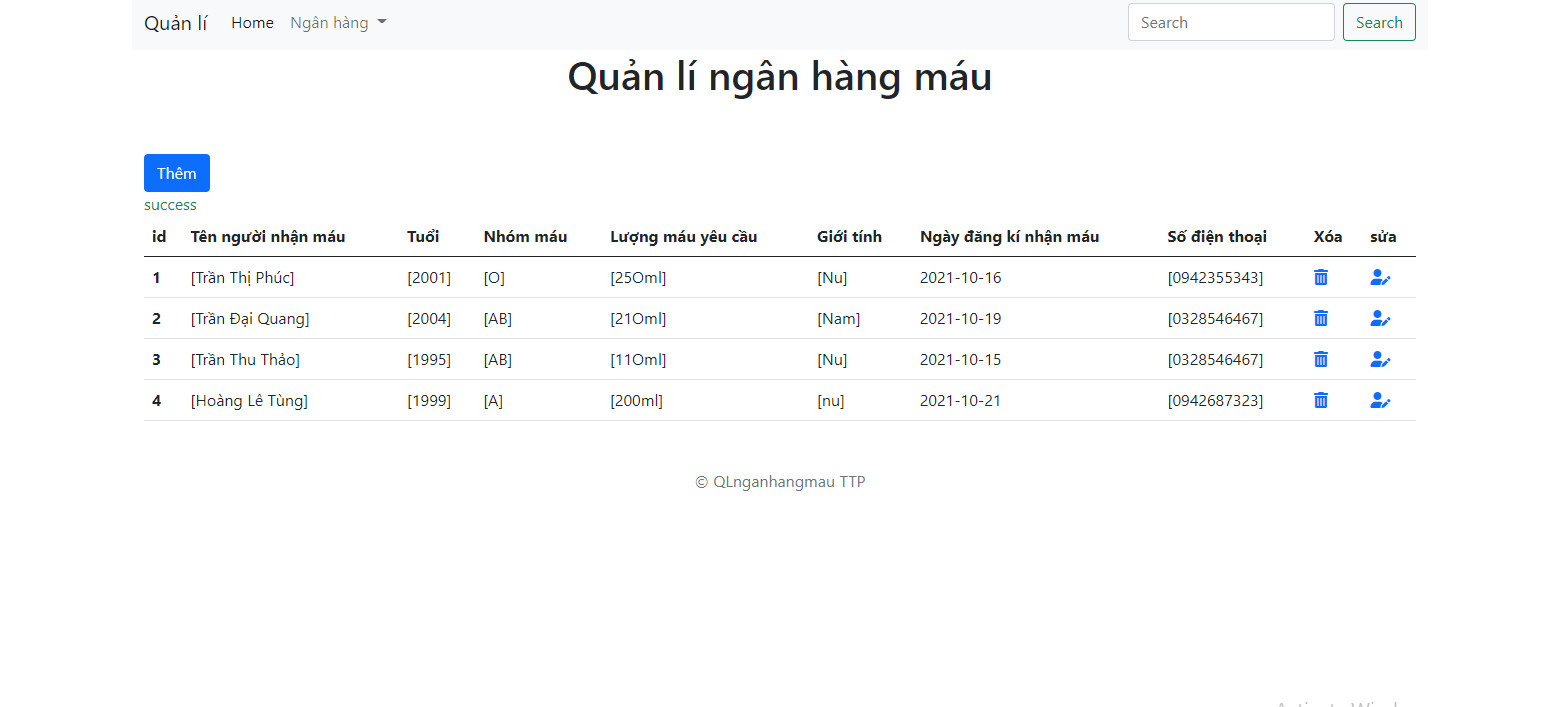 Quản lí Home Ngân hàng Search Search
Quản lí ngân hàng máu
Thêm
success
id Tên người nhận máu Tuổi Nhóm máu Lượng máu yêu cầu Giới tính Ngày đăng kí nhận máu Số điện thoại Xóa sửa
1 [Trần Thị Phúc] [2001] [O] [25Oml] [Nu] 2021-10-16 [0942355343]
2 [Trần Đại Quang] [2004] [AB] [21Oml] [Nam] 2021-10-19 [0328546467]
3 [Trần Thu Thảo] [1995] [AB] [11Oml] [Nu] 2021-10-15 [0328546467]
4 [Hoàng Lê Tùng] [1999] [A] [200ml] [nu] 2021-10-21 [0942687323]
© QLnganhangmau TTP